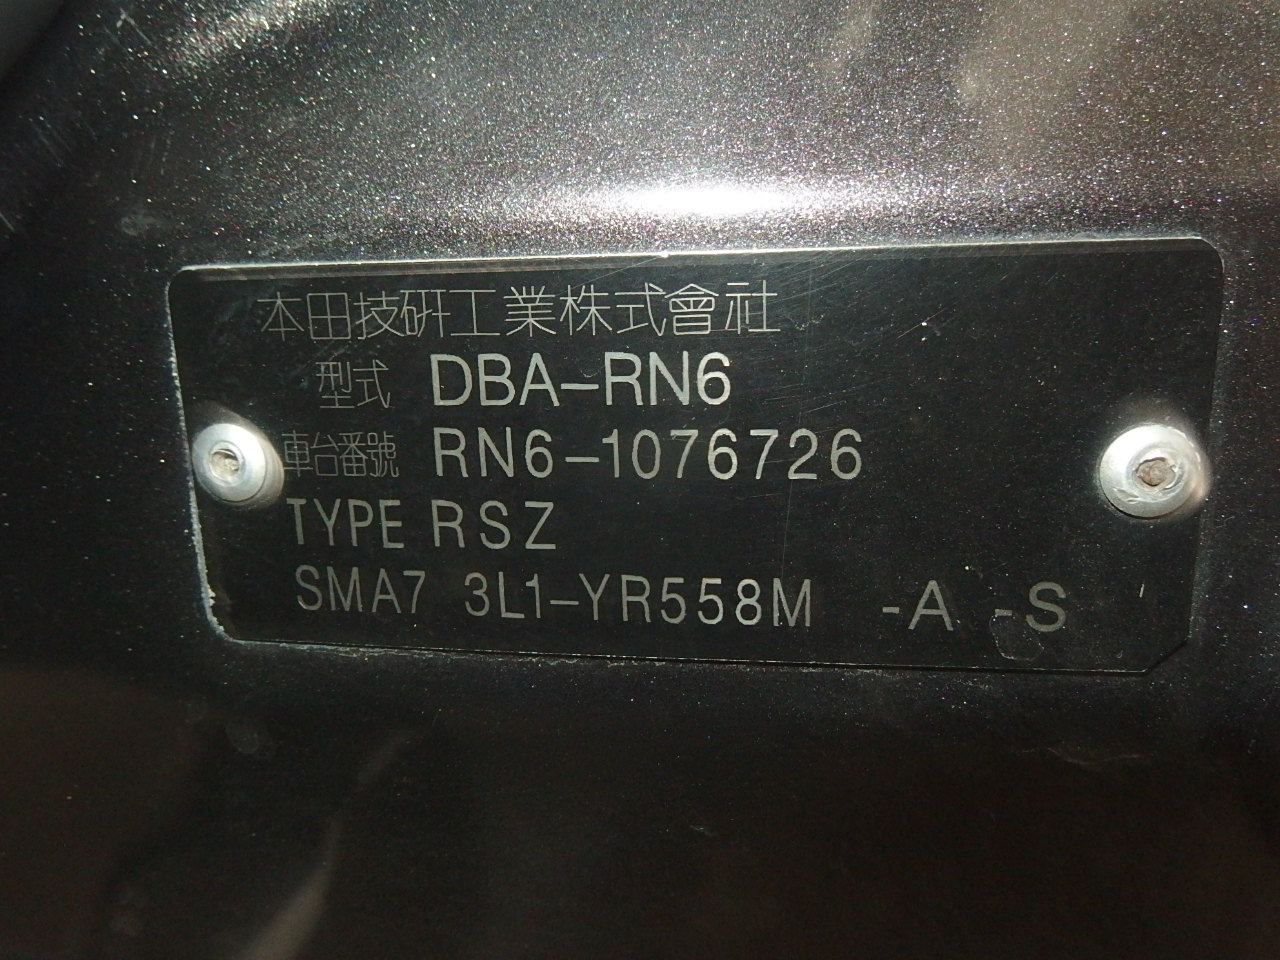 本田技研工業株式會社
型式 DBA-RN6
車台番號 RN6-1076726
TYPE RSZ
SMA7 3L1-YR558M -A -S